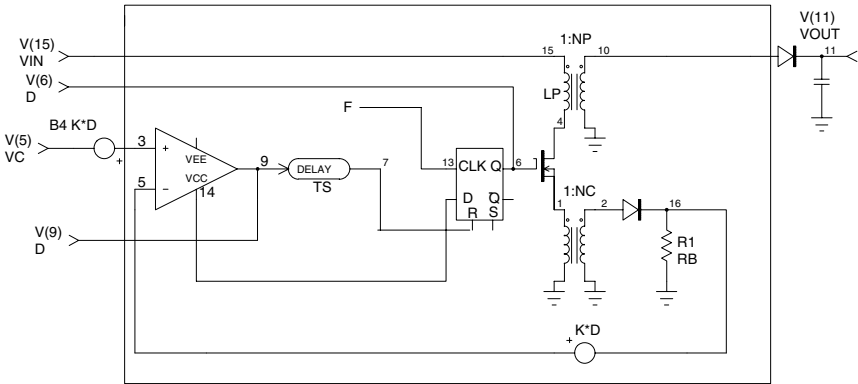 V(11)
VOUT
V(15)
VIN
1:NP
15
10
11
V(6)
D
LP
F
4
B4 K*D
V(5)
VC
+
3
+
VEE
VCC
14
5
−
9
DELAY
TS
7
13
CLK Q
6
D
Q
R
S
1:NC
1
2
16
R1
RB
V(9)
D
K*D
+